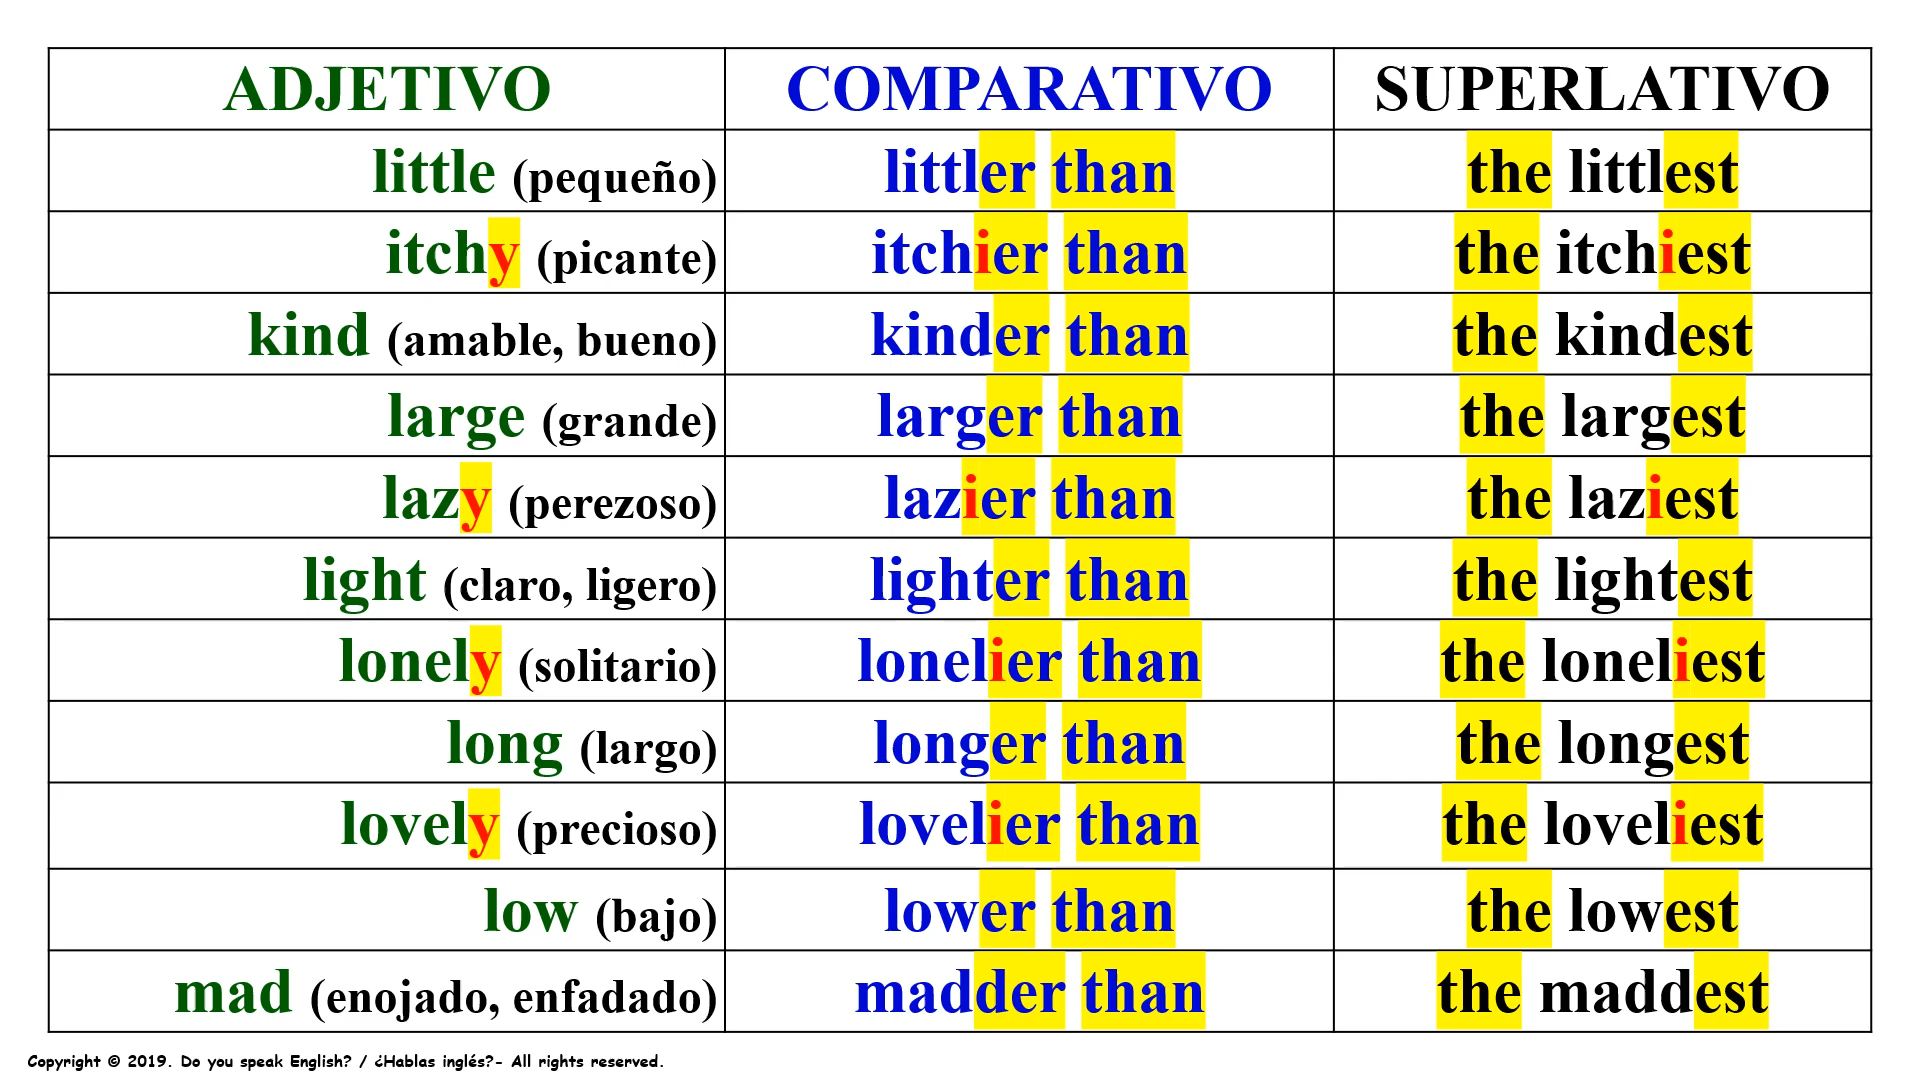 ADJETIVO COMPARATIVO SUPERLATIVO
little (pequeño) littler than the littlest
itchy (picante) itchier than the itchiest
kind (amable, bueno) kinder than the kindest
large (grande) larger than the largest
lazy (perezoso) lazier than the laziest
light (claro, ligero) lighter than the lightest
lonely (solitario) lonelier than the loneliest
long (largo) longer than the longest
lovely (precioso) lovelier than the loveliest
low (bajo) lower than the lowest
mad (enojado, enfadado) madder than the maddest
Copyright © 2019. Do you speak English? / ¿Hablas inglés?- All rights reserved.